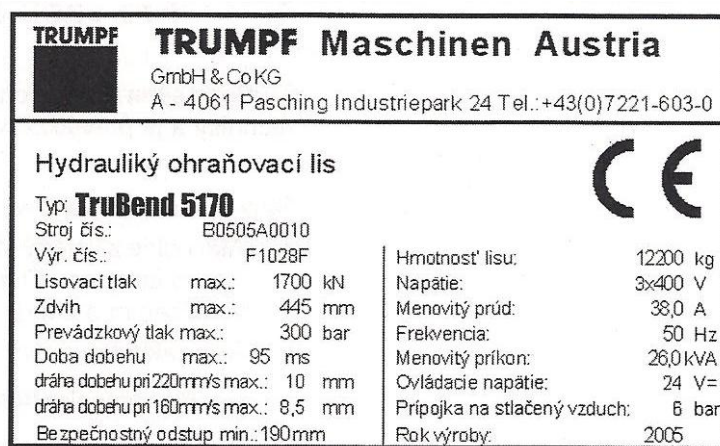 TRUMPF
TRUMPF Maschinen Austria
GmbH & Co KG
A - 4061 Pasching Industriepark 24 Tel.:+43(0)7221-603-0
Hydrauliký ohraňovací lis
CE
Typ: TruBend 5170
Stroj čís.: B0505A0010
Výr. čís.: F1028F
Lisovací tlak max.: 1700 kN
Zdvih max.: 445 mm
Prevádzkový tlak max.: 300 bar
Doba dobehu max.: 95 ms
dráha dobehu pri 220mm/s max.: 10 mm
dráha dobehu pri 160mm/s max.: 8,5 mm
Bezpečnostný odstup min.: 190mm
Hmotnosť lisu: 12200 kg
Napätie: 3x400 V
Menovitý prúd: 38,0 A
Frekvencia: 50 Hz
Menovitý príkon: 26,0 kVA
Ovládacie napätie: 24 V=
Prípojka na stlačený vzduch: 6 bar
Rok výroby: 2005